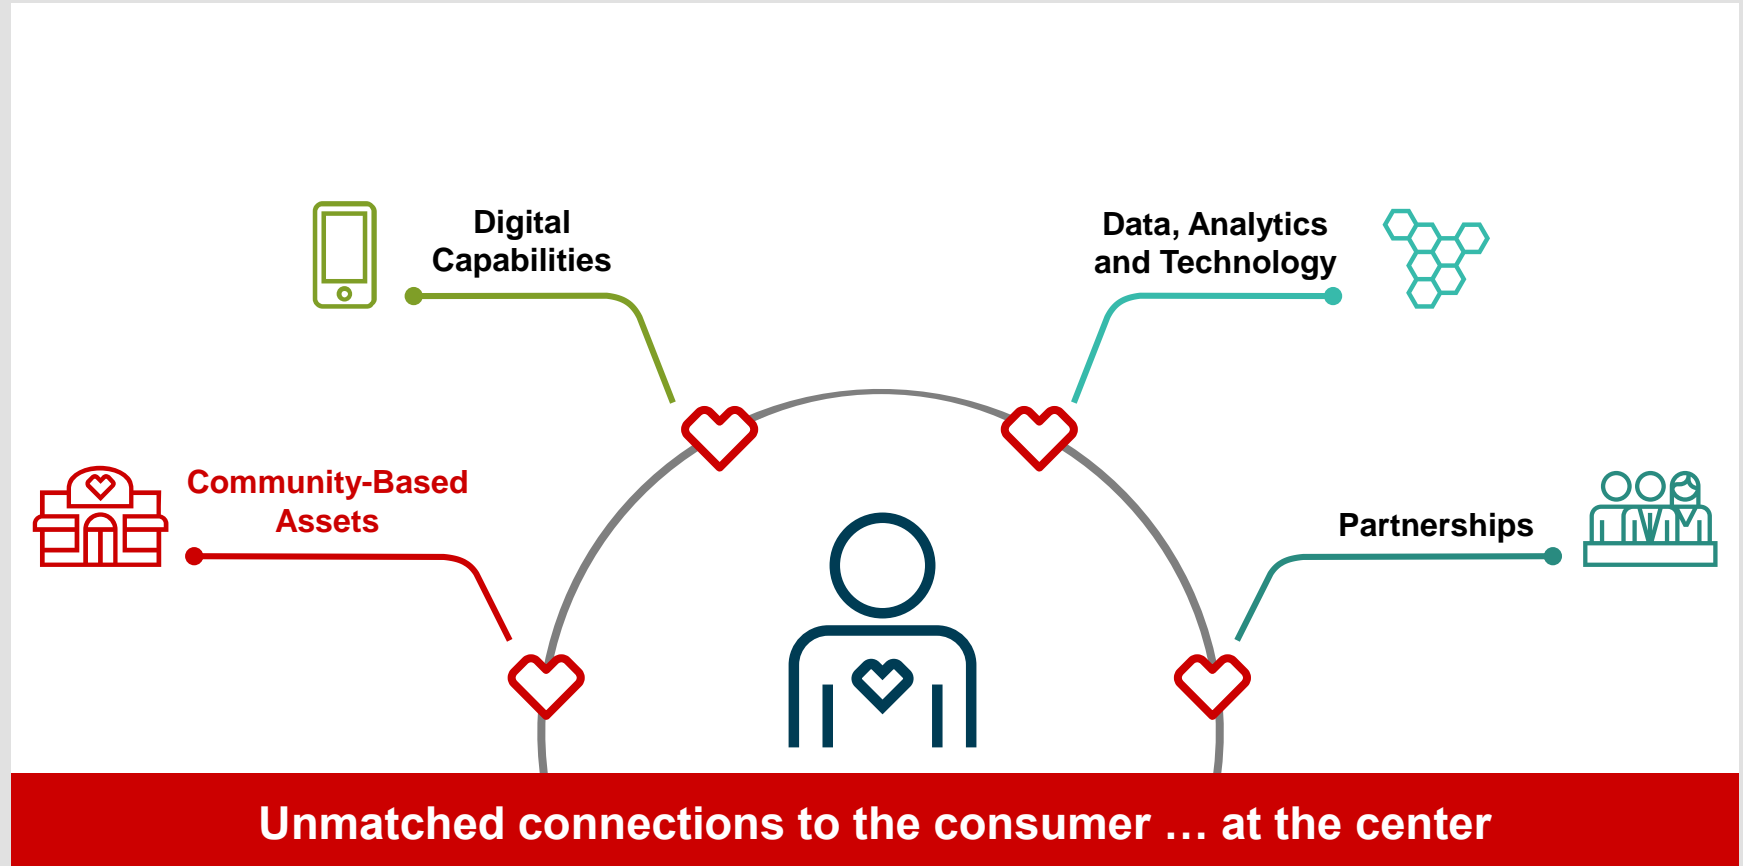 Digital
Capabilities
Data, Analytics
and Technology
Community-Based
Assets
Partnerships
Unmatched connections to the consumer … at the center